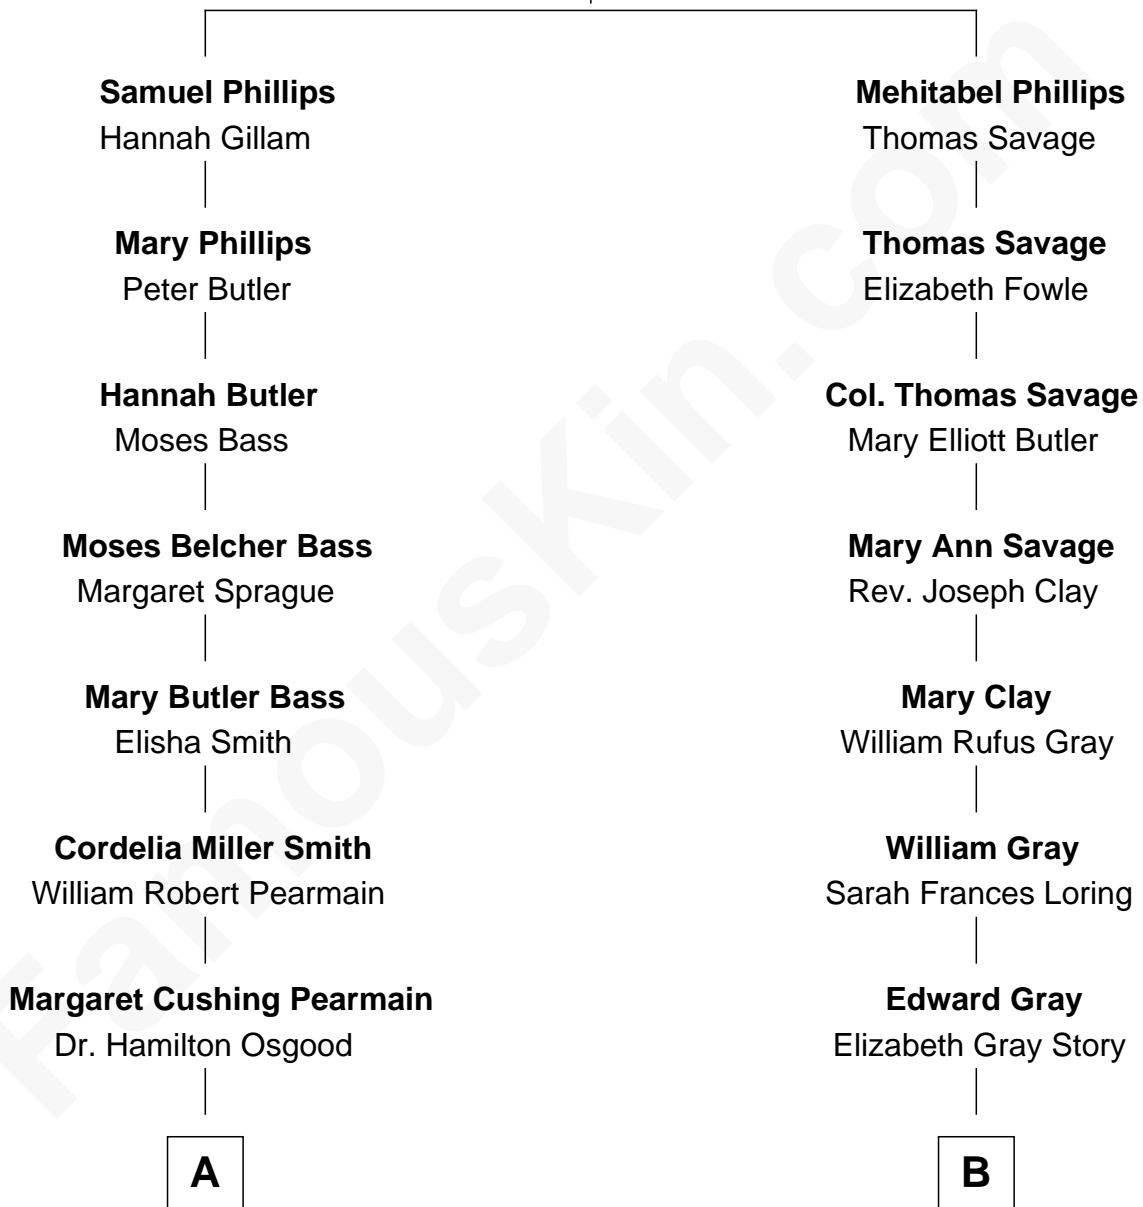 Samuel Phillips
Hannah Gillam
Mary Phillips
Peter Butler
Hannah Butler
Moses Bass
Moses Belcher Bass
Margaret Sprague
Mary Butler Bass
Elisha Smith
Cordelia Miller Smith
William Robert Pearmain
Margaret Cushing Pearmain
Dr. Hamilton Osgood
A
Mehitabel Phillips
Thomas Savage
Thomas Savage
Elizabeth Fowle
Col. Thomas Savage
Mary Elliott Butler
Mary Ann Savage
Rev. Joseph Clay
Mary Clay
William Rufus Gray
William Gray
Sarah Frances Loring
Edward Gray
Elizabeth Gray Story
B
FamousKin.com